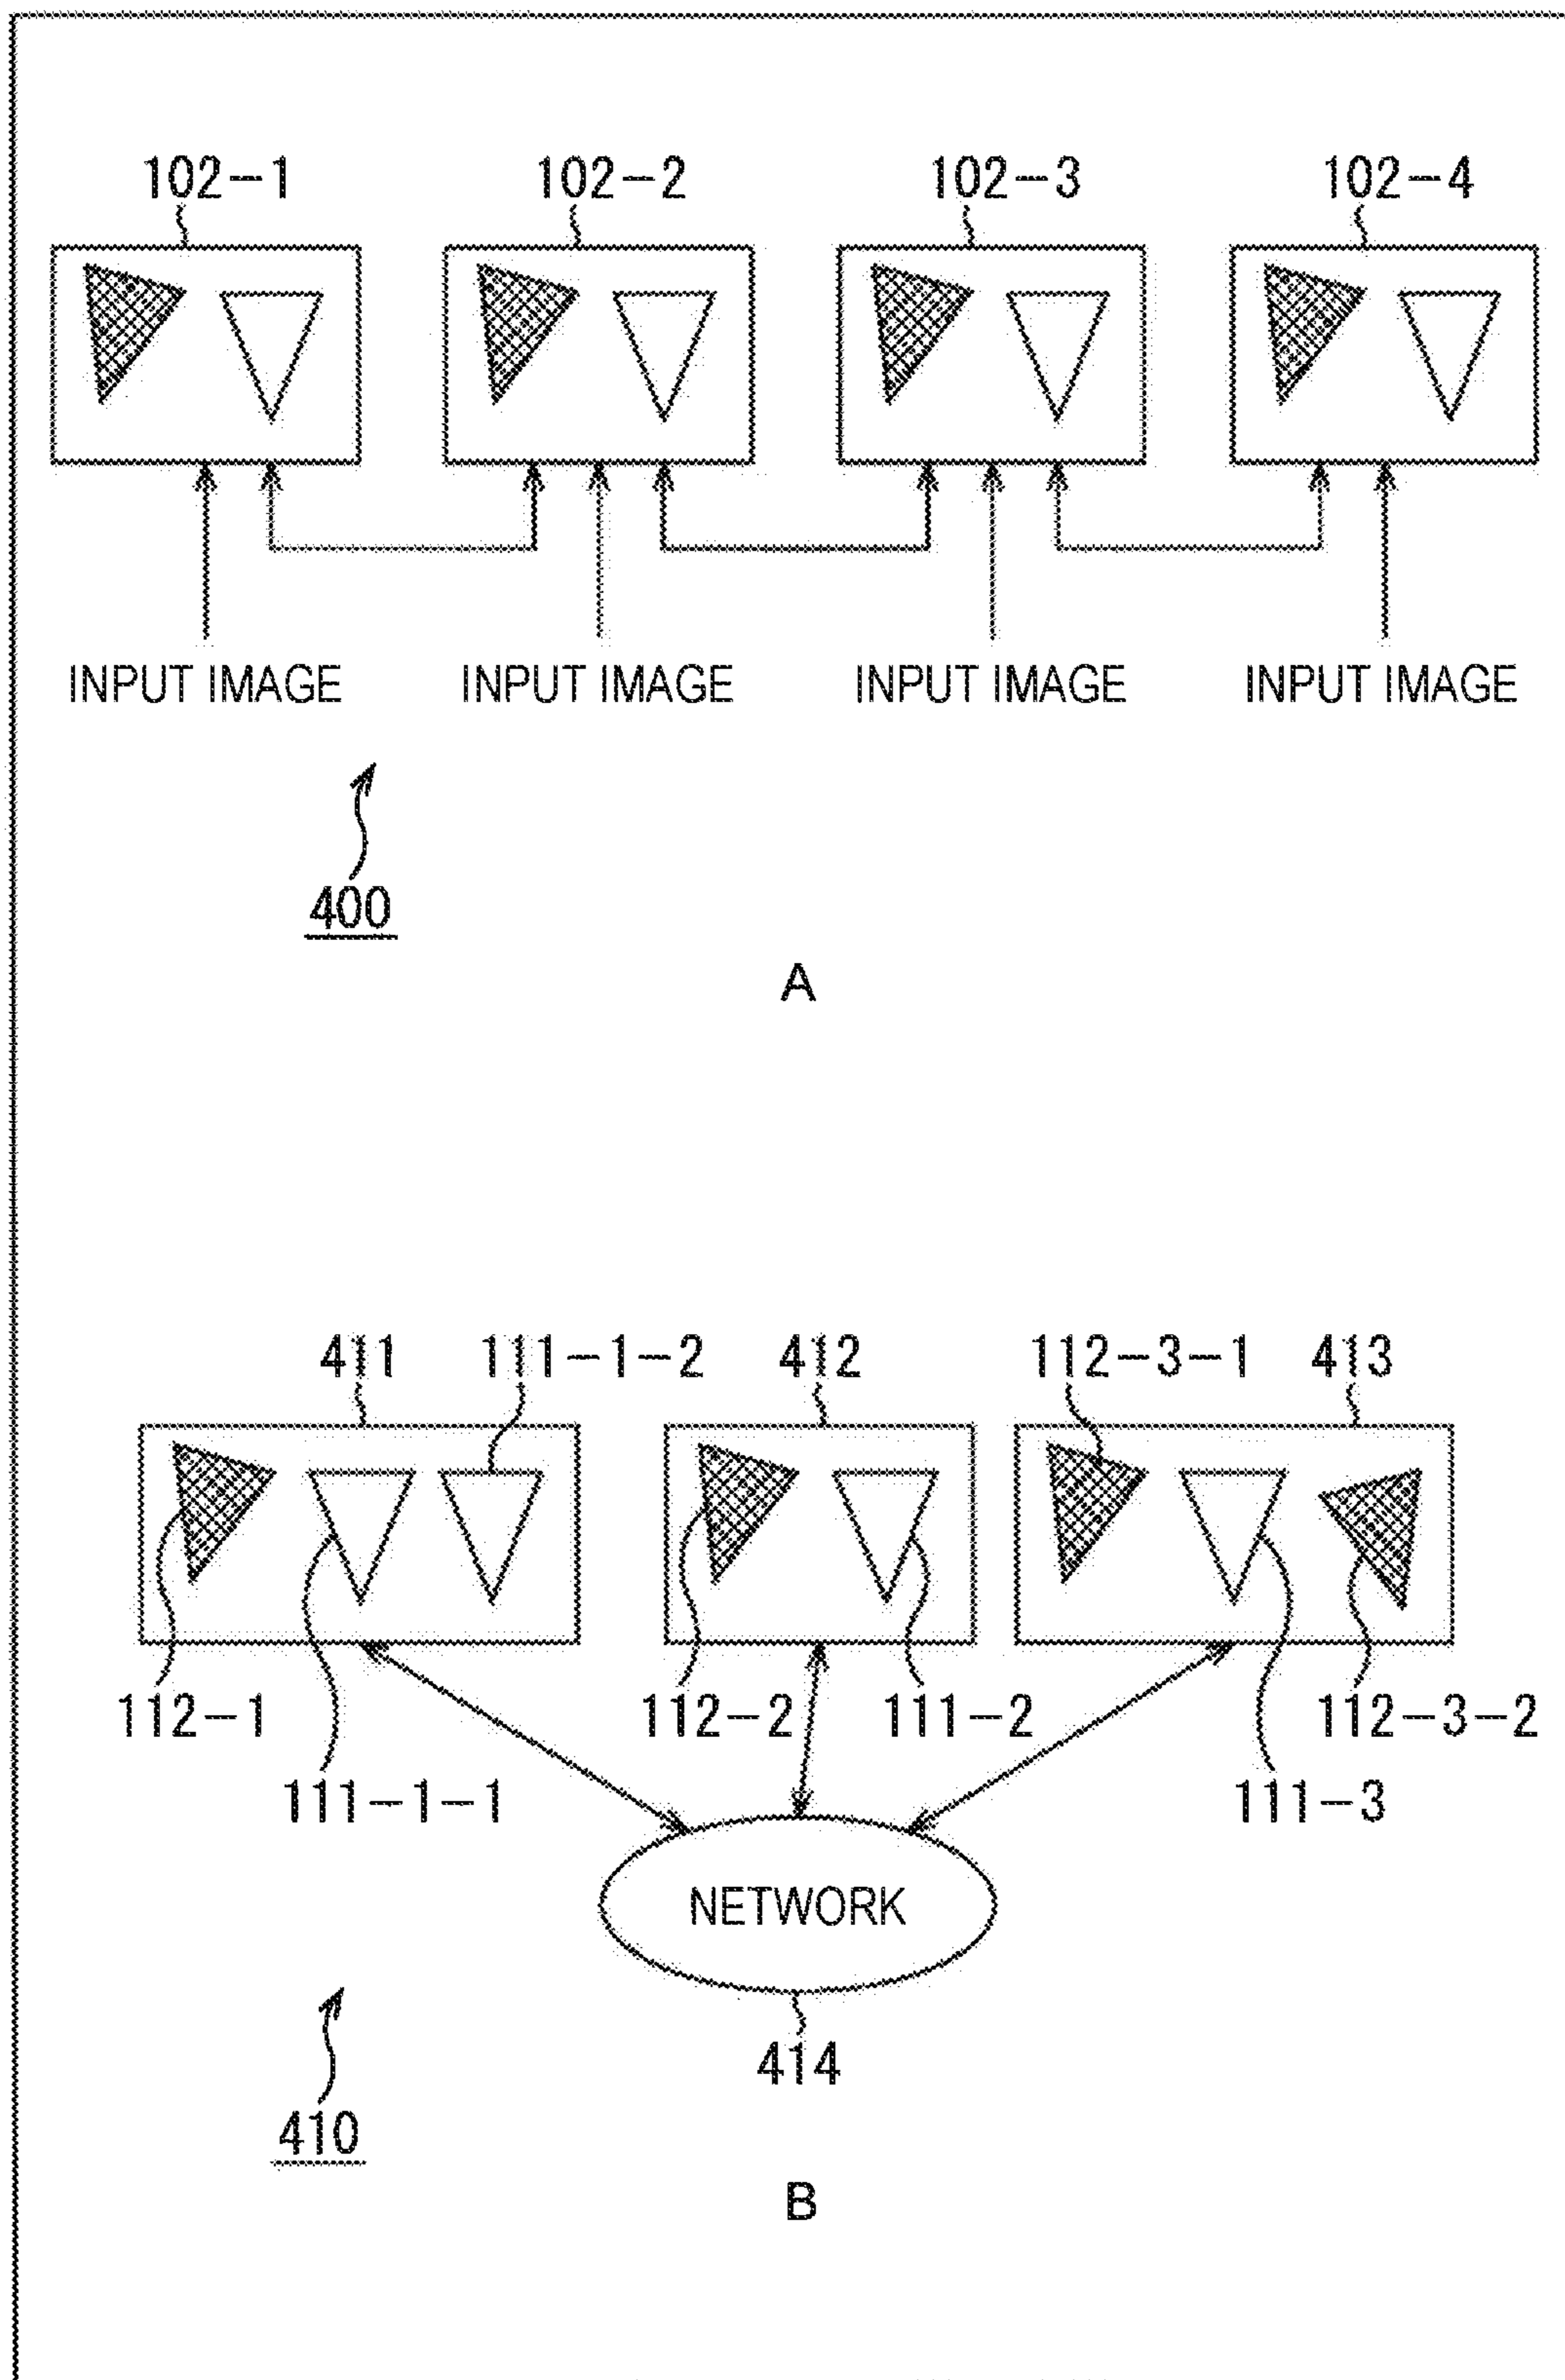 102-1 102-2 102-3 102-4
INPUT IMAGE INPUT IMAGE INPUT IMAGE INPUT IMAGE
400
A
411 111-1-2 412 112-3-1 413
112-1 112-2 111-2 112-3-2
111-1-1 111-3
NETWORK
414
410
B